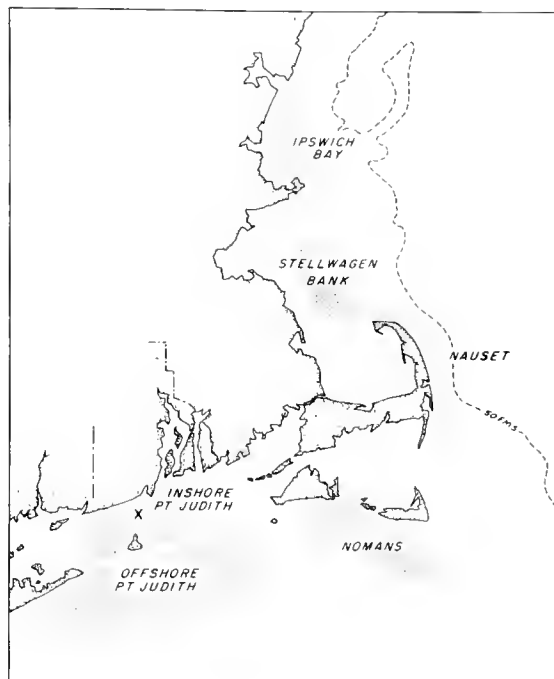 IPSWICH
BAY
STELLWAGEN
BANK
NAUSET
50 FMS
INSHORE
PT JUDITH
X
NOMANS
OFFSHORE
PT JUDITH